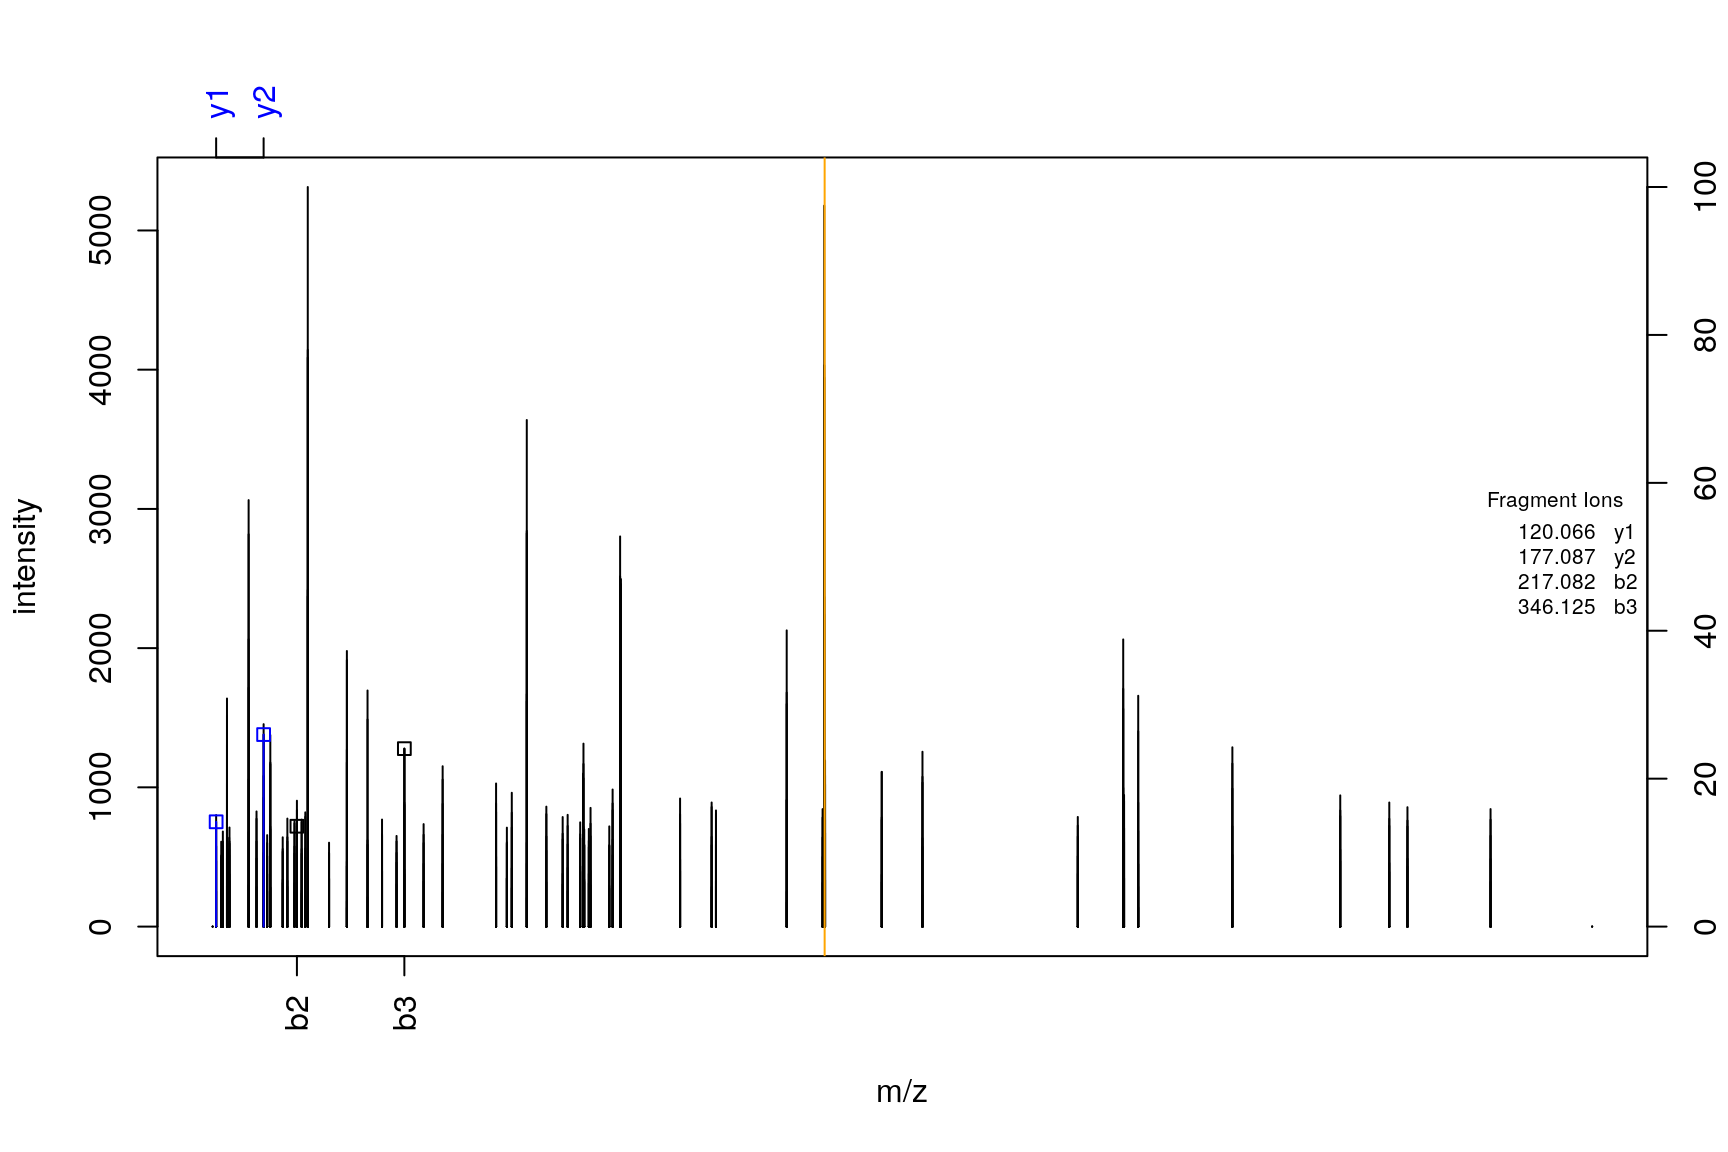 y1 y2
5000
4000
3000
2000
1000
0
intensity
100
80
60
40
20
0
Fragment Ions
120.066 y1
177.087 y2
217.082 b2
346.125 b3
b2 b3
m/z